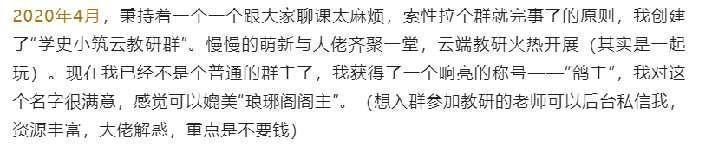 2020年4月，秉持着一个一个跟大家聊课太麻烦，索性拉个群就完事了的原则，我创建
了“学史小筑云教研群”。慢慢的萌新与大佬齐聚一堂，云端教研火热开展（其实是一起
玩）。现在我已经不是个普通的群主了，我获得了一个响亮的称号——“鸽主”，我对这
个名字很满意，感觉可以媲美“琅琊阁阁主”。（想入群参加教研的老师可以后台私信我，
资源丰富，大佬解惑，重点是不要钱）